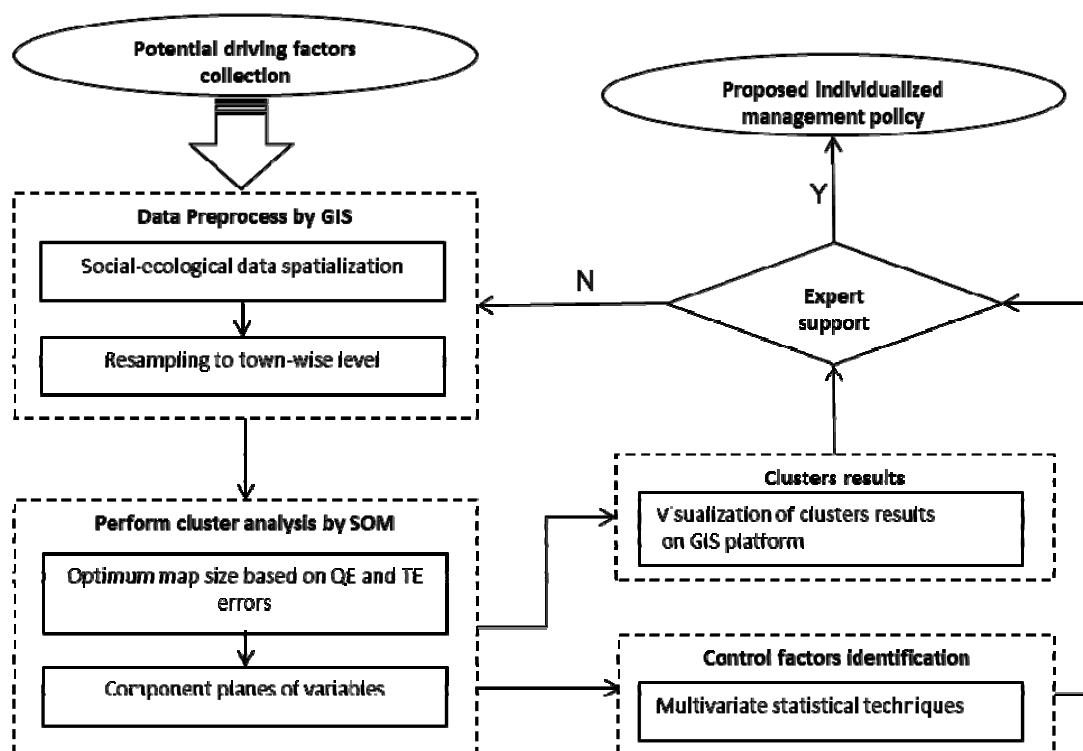 Potential driving factors
collection
Data Preprocess by GIS
Social-ecological data spatialization
Resampling to town-wise level
Perform cluster analysis by SOM
Optimum map size based on QE and TE
errors
Component planes of variables
Proposed individualized
management policy
Y
N
Expert
support
Clusters results
Visualization of clusters results
on GIS platform
Control factors identification
Multivariate statistical techniques